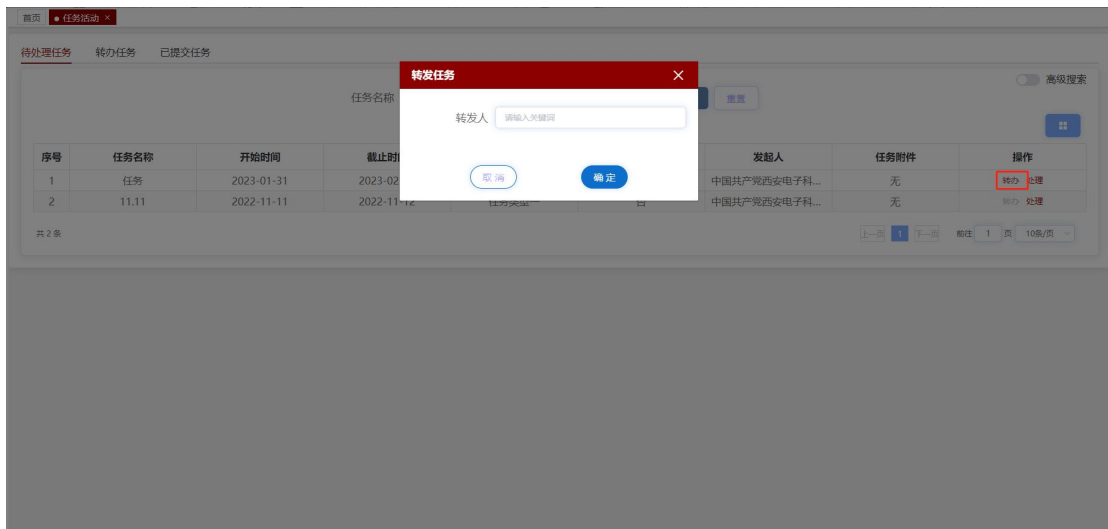 首页 ● 任务活动 ×
待处理任务 转办任务 已提交任务
转发任务 ×
高级搜索
任务名称 重置
转发人 请输入关键词
取 消 确 定
序号 任务名称 开始时间 截止时 发起人 任务附件 操作
1 任务 2023-01-31 2023-02 中国共产党西安电子科... 无 转办 处理
2 11.11 2022-11-11 2022-11-12 任务类型一 否 中国共产党西安电子科... 无 转办 处理
共 2 条 上一页 1 下一页 前往 1 页 10条/页